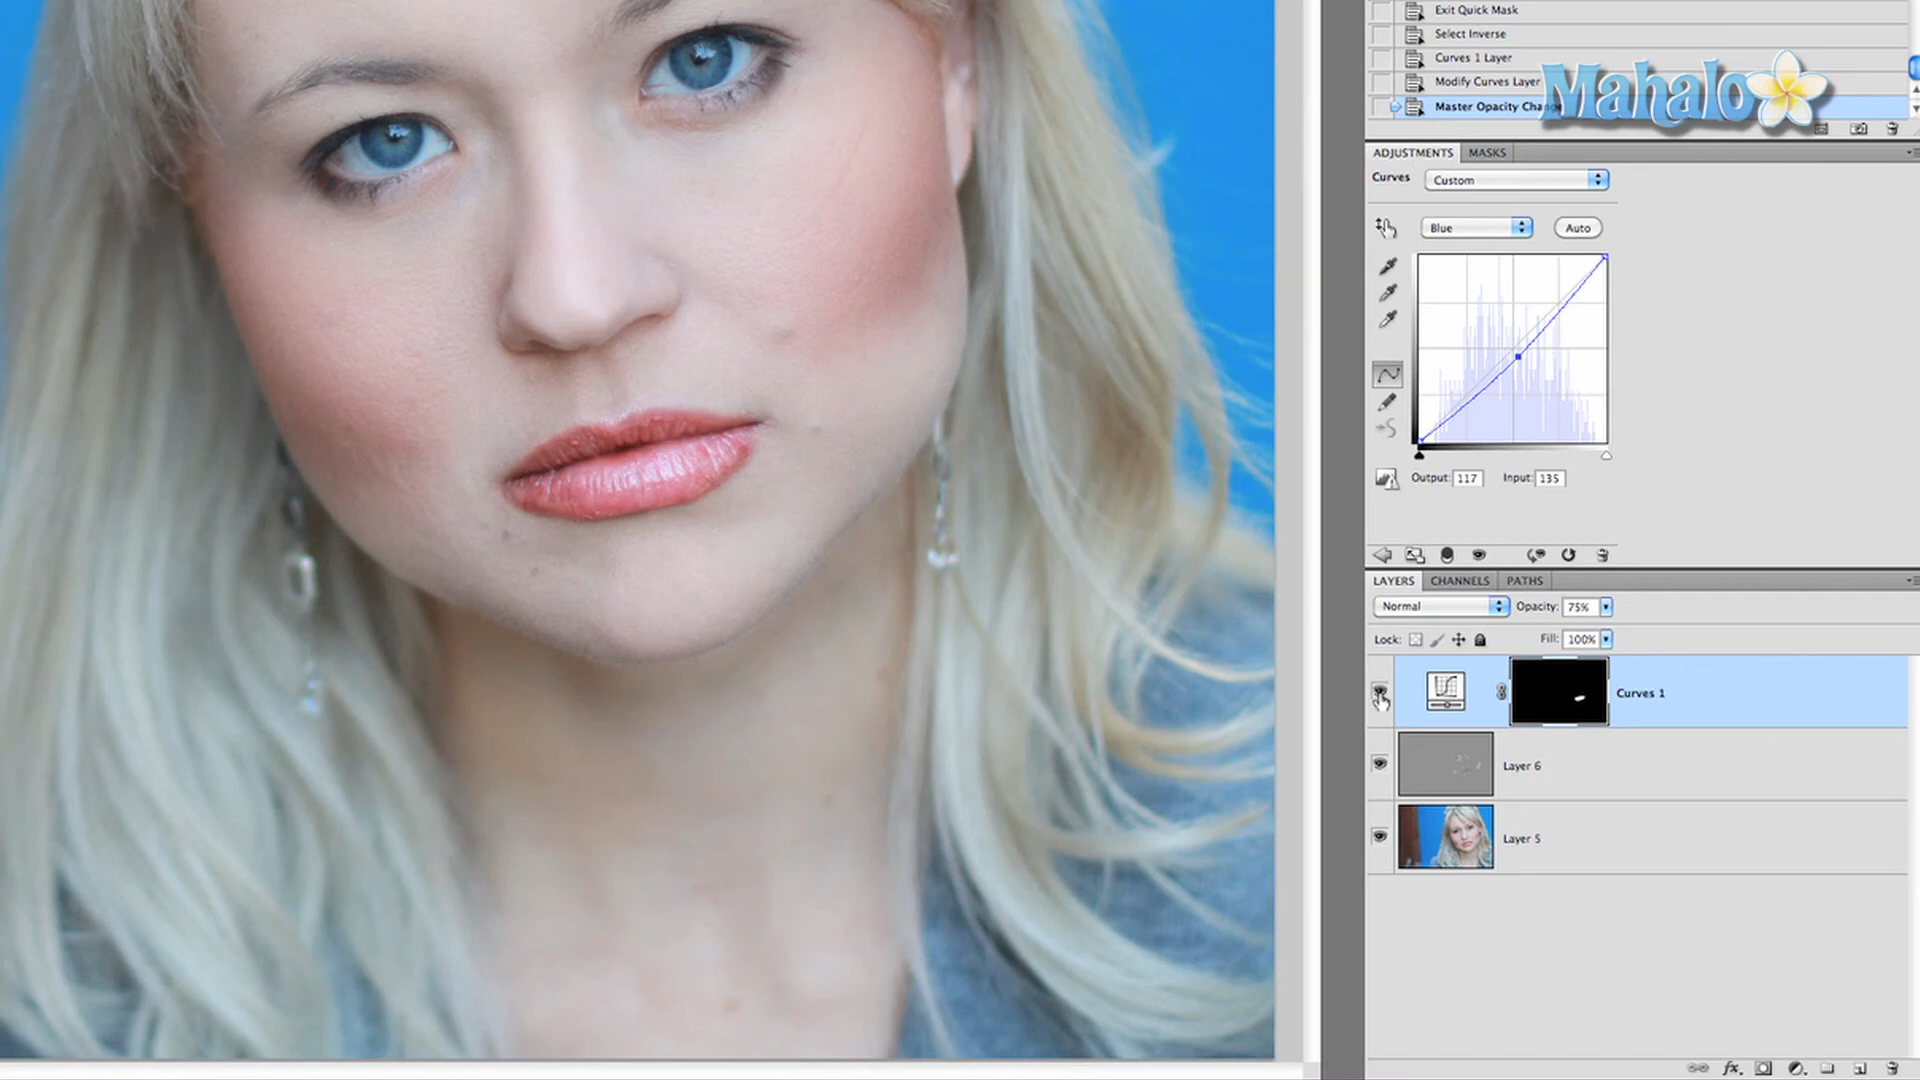 Exit Quick Mask
Select Inverse
Curves 1 Layer
Modify Curves Layer
Master Opacity Chan
Mahalo
ADJUSTMENTS MASKS
Curves Custom
Blue Auto
Output: 117 Input: 135
LAYERS CHANNELS PATHS
Normal Opacity: 75%
Lock: Fill: 100%
Curves 1
Layer 6
Layer 5
fx